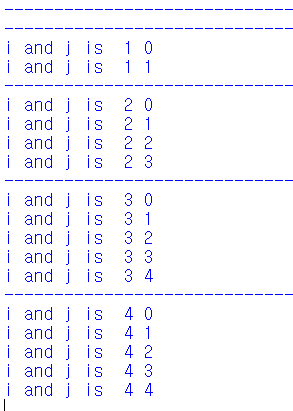 -----------------------------
-----------------------------
i and j is  1 0
i and j is  1 1
-----------------------------
i and j is  2 0
i and j is  2 1
i and j is  2 2
i and j is  2 3
-----------------------------
i and j is  3 0
i and j is  3 1
i and j is  3 2
i and j is  3 3
i and j is  3 4
-----------------------------
i and j is  4 0
i and j is  4 1
i and j is  4 2
i and j is  4 3
i and j is  4 4